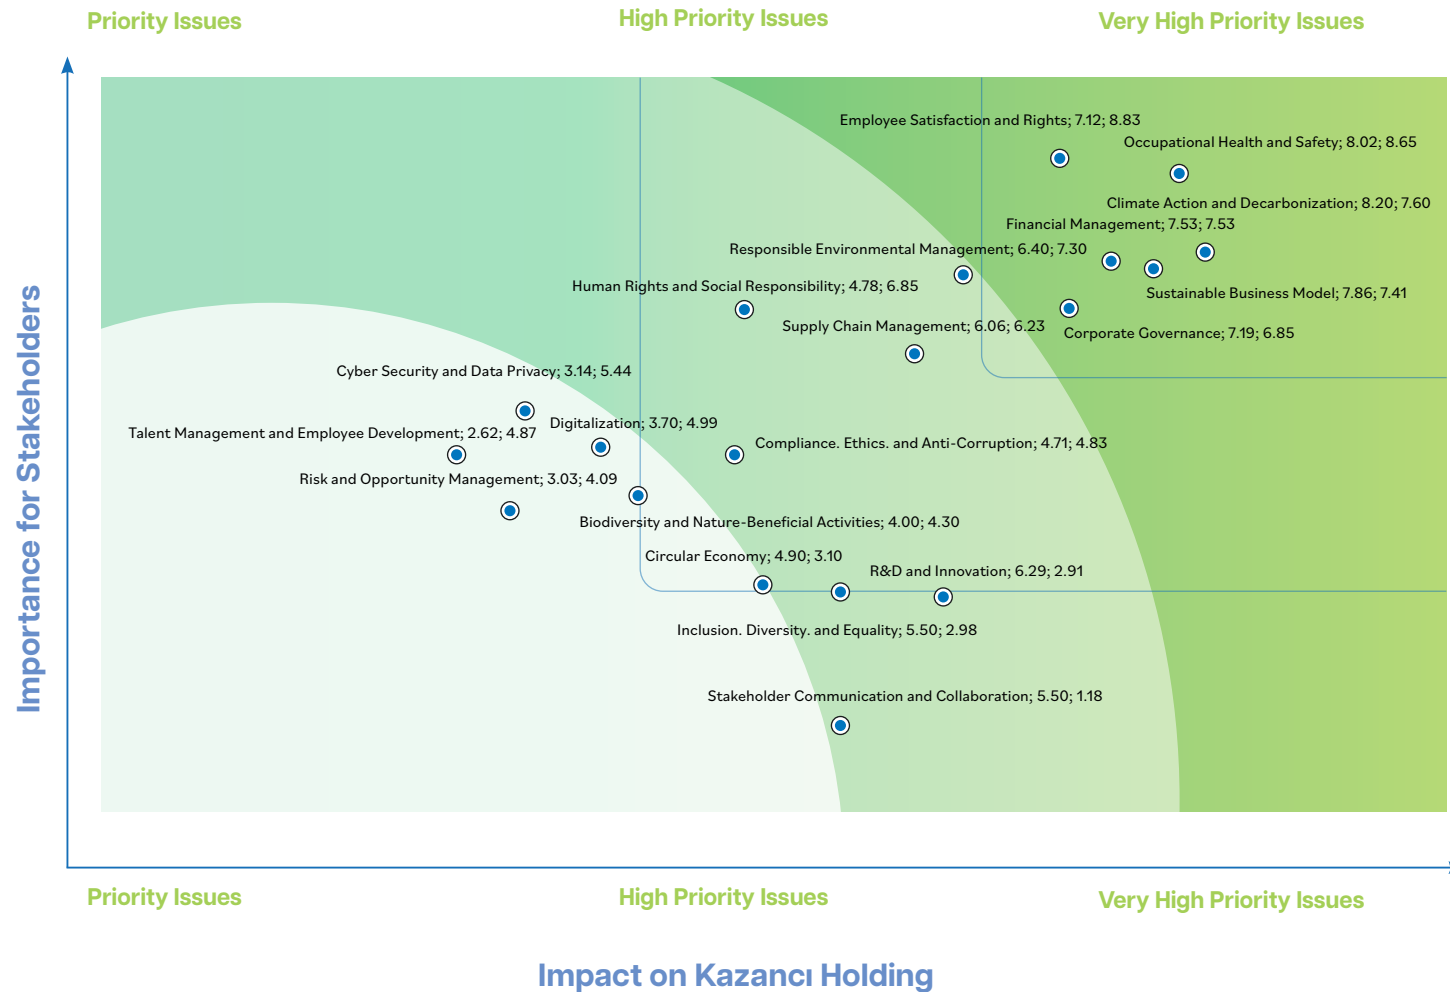 Priority Issues
High Priority Issues
Very High Priority Issues
Employee Satisfaction and Rights; 7.12; 8.83
Occupational Health and Safety; 8.02; 8.65
Climate Action and Decarbonization; 8.20; 7.60
Financial Management; 7.53; 7.53
Responsible Environmental Management; 6.40; 7.30
Human Rights and Social Responsibility; 4.78; 6.85
Sustainable Business Model; 7.86; 7.41
Supply Chain Management; 6.06; 6.23
Corporate Governance; 7.19; 6.85
Cyber Security and Data Privacy; 3.14; 5.44
Digitalization; 3.70; 4.99
Talent Management and Employee Development; 2.62; 4.87
Compliance. Ethics. and Anti-Corruption; 4.71; 4.83
Risk and Opportunity Management; 3.03; 4.09
Biodiversity and Nature-Beneficial Activities; 4.00; 4.30
Circular Economy; 4.90; 3.10
R&D and Innovation; 6.29; 2.91
Inclusion. Diversity. and Equality; 5.50; 2.98
Stakeholder Communication and Collaboration; 5.50; 1.18
Importance for Stakeholders
Priority Issues
High Priority Issues
Very High Priority Issues
Impact on Kazancı Holding